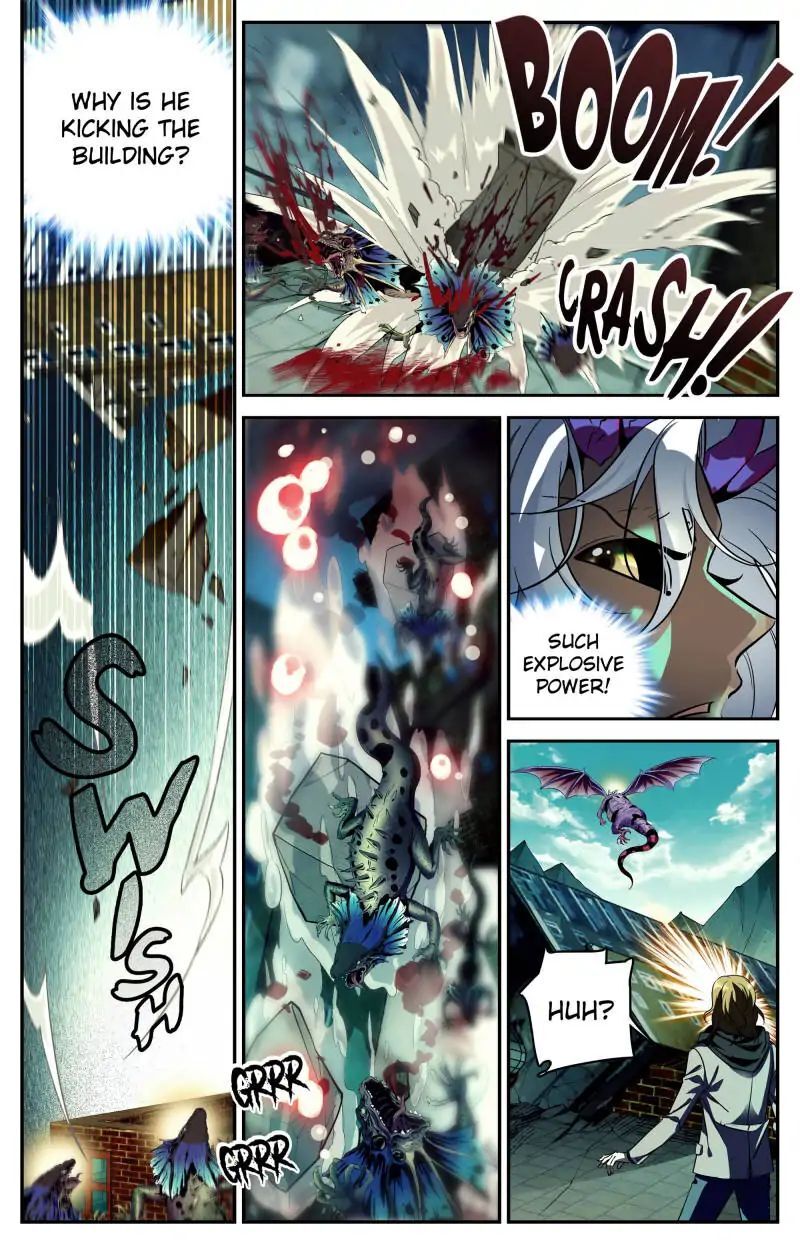 WHY IS HE
KICKING THE
BUILDING?
SWISH
BOOM!
CRASH!!
GRRR
GRRR
SUCH
EXPLOSIVE
POWER!
HUH?